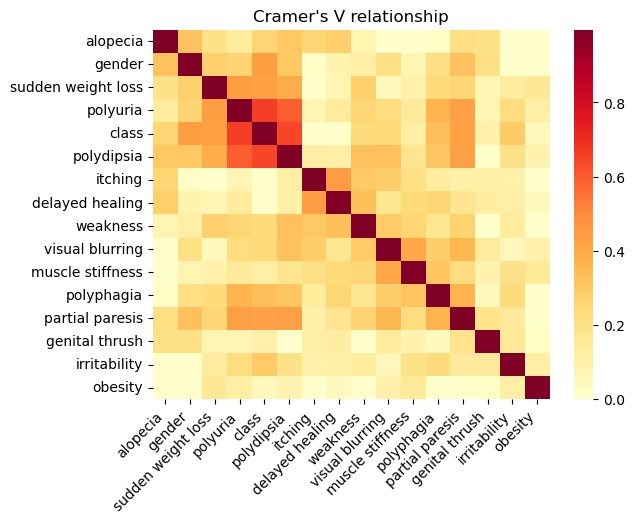 Cramer's V relationship
alopecia
gender
sudden weight loss
polyuria
class
polydipsia
itching
delayed healing
weakness
visual blurring
muscle stiffness
polyphagia
partial paresis
genital thrush
irritability
obesity
alopecia
gender
sudden weight loss
polyuria
class
polydipsia
itching
delayed healing
weakness
visual blurring
muscle stiffness
polyphagia
partial paresis
genital thrush
irritability
obesity
0.8
0.6
0.4
0.2
0.0